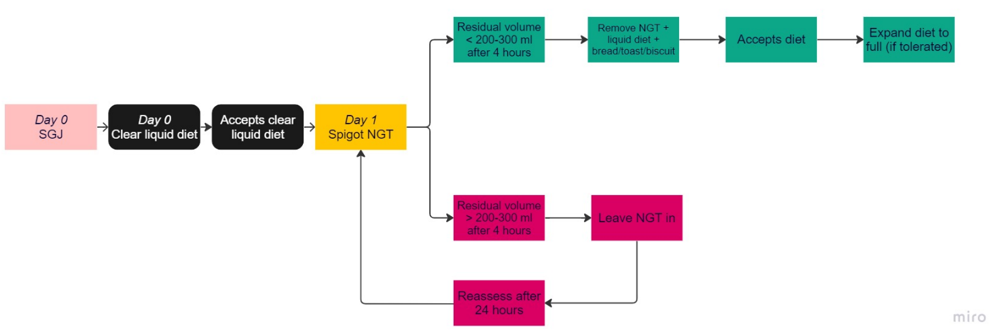 Day 0
SGJ
Day 0
Clear liquid diet
Accepts clear
liquid diet
Day 1
Spigot NGT
Residual volume
< 200-300 ml
after 4 hours
Remove NGT +
liquid diet +
bread/toast/biscuit
Accepts diet
Expand diet to
full (if tolerated)
Residual volume
> 200-300 ml
after 4 hours
Leave NGT in
Reassess after
24 hours
miro